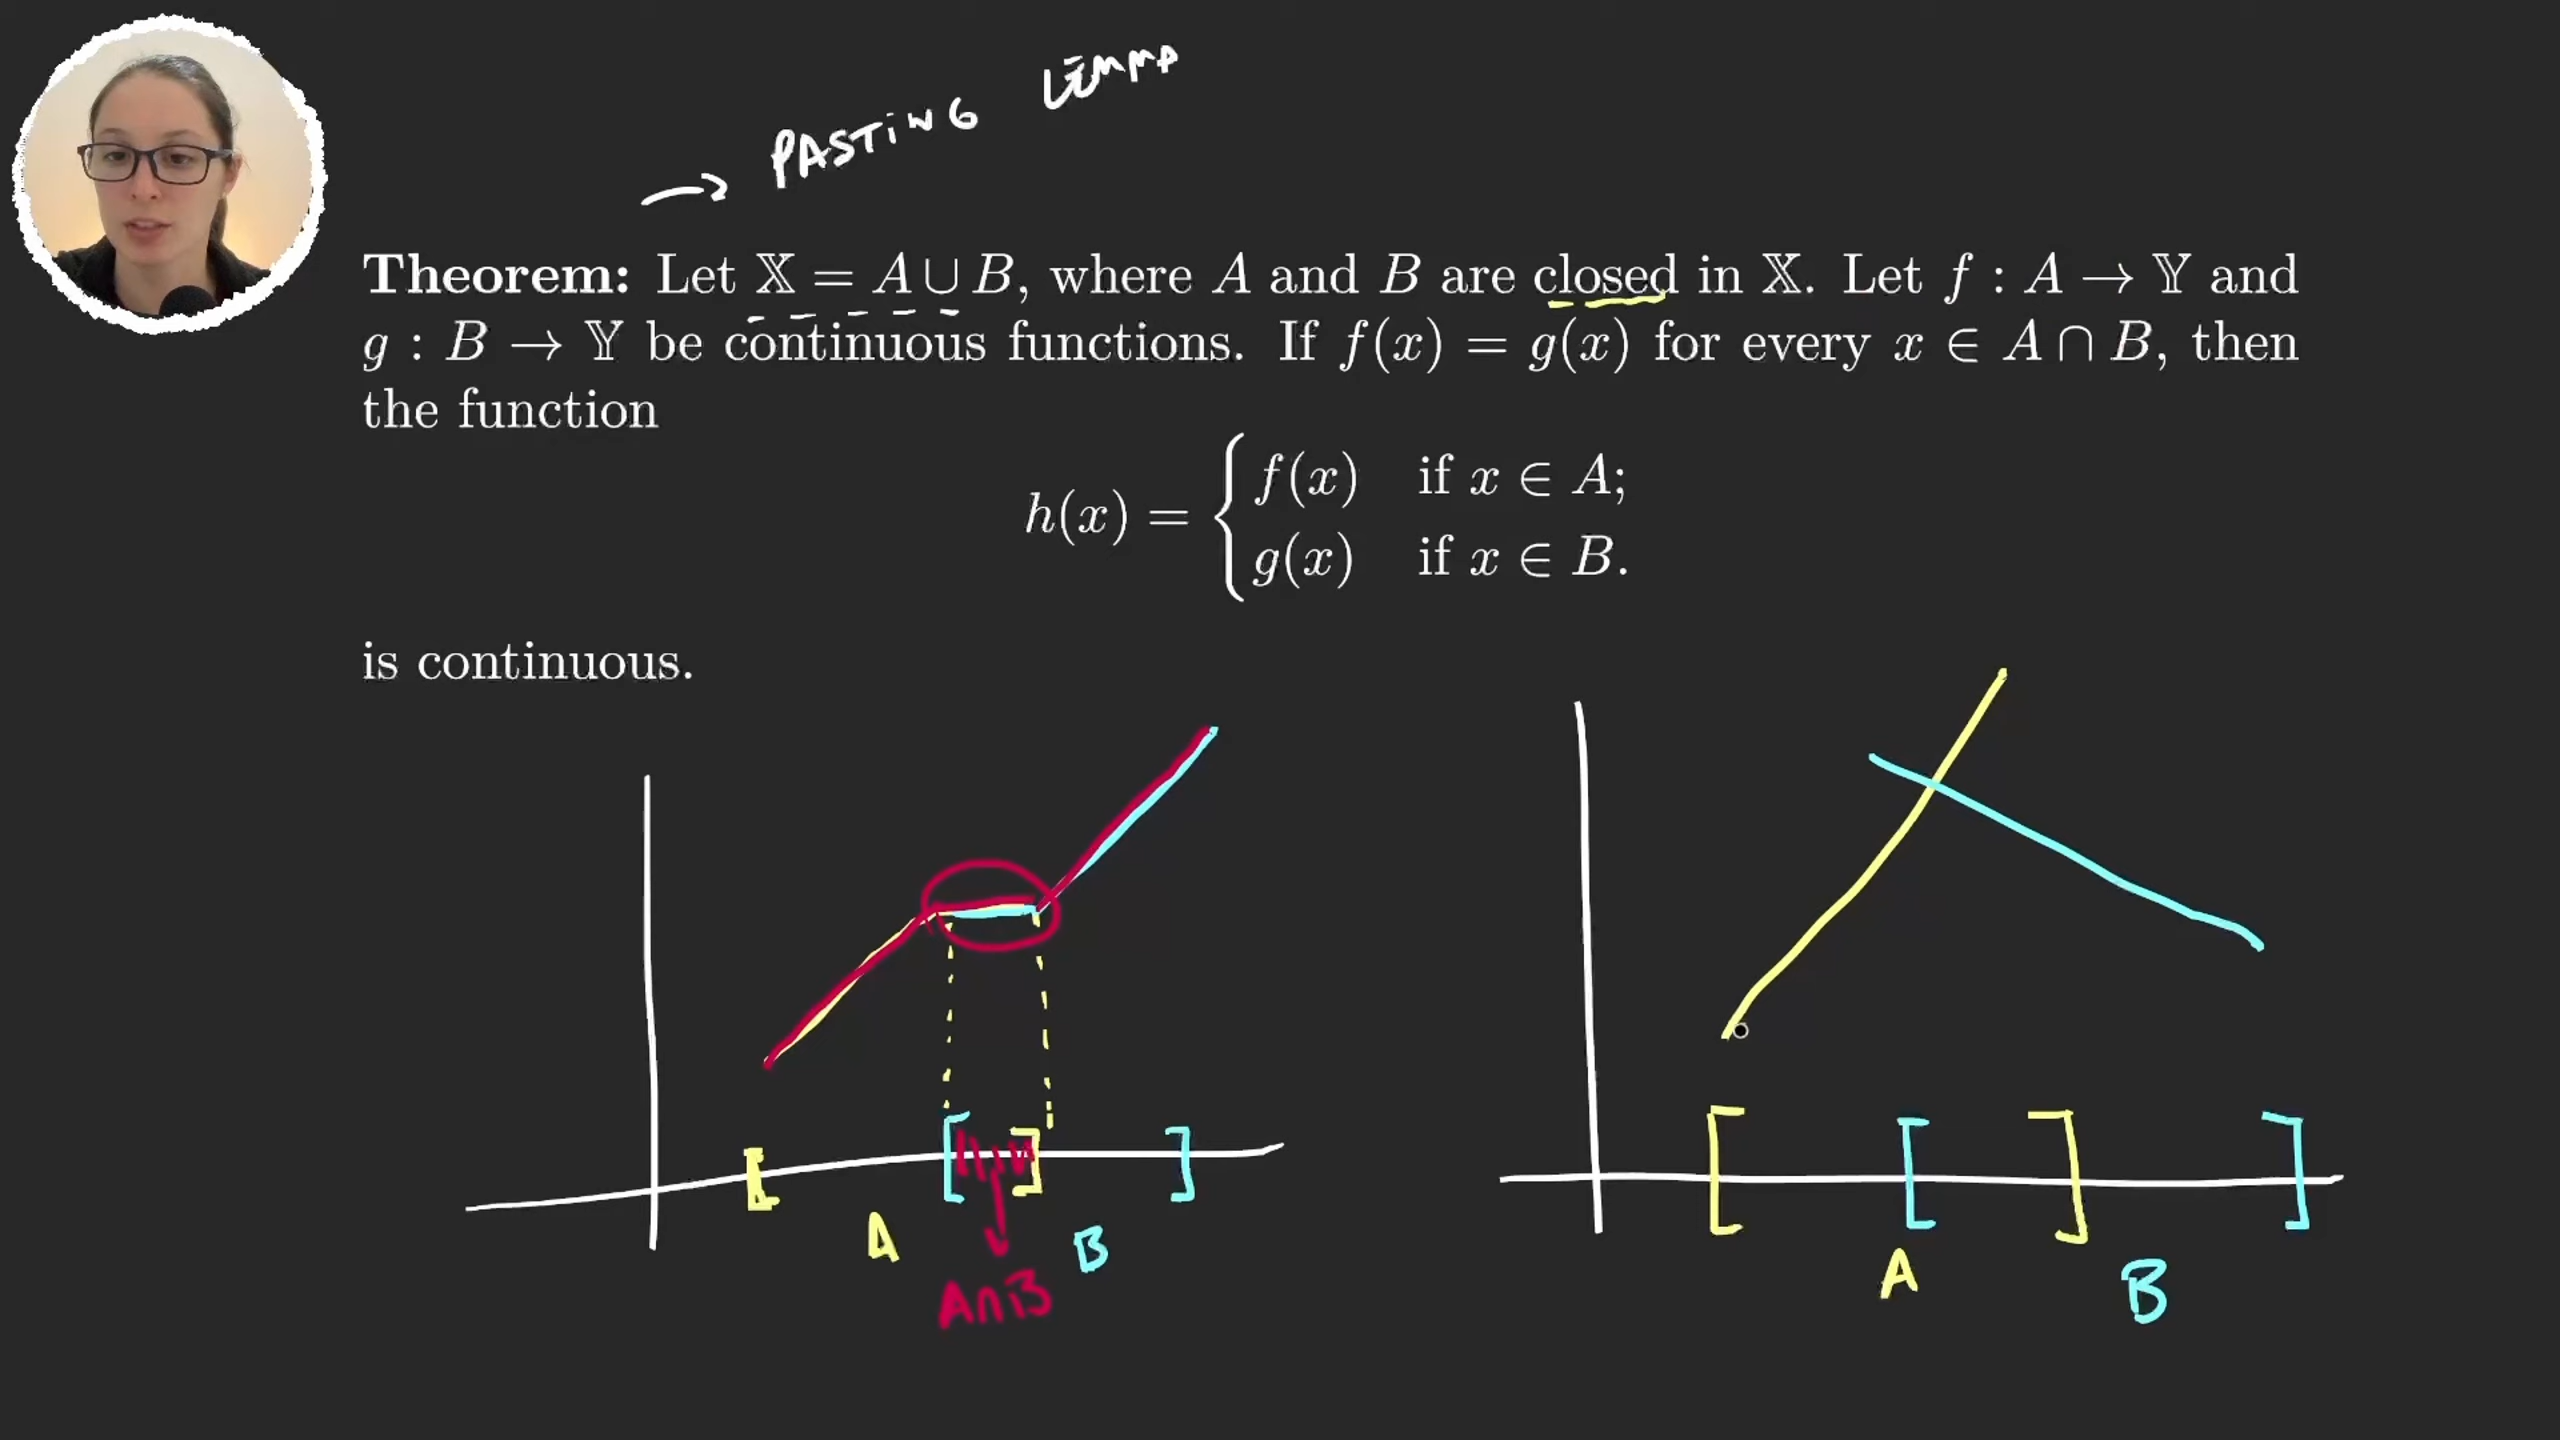 → PASTING LEMMA
Theorem: Let 𝕏 = A ∪ B, where A and B are closed in 𝕏. Let f : A → 𝕐 and
g : B → 𝕐 be continuous functions. If f(x) = g(x) for every x ∈ A ∩ B, then
the function
h(x) = { f(x) if x ∈ A;
g(x) if x ∈ B.
is continuous.
A B
A∩B
A B